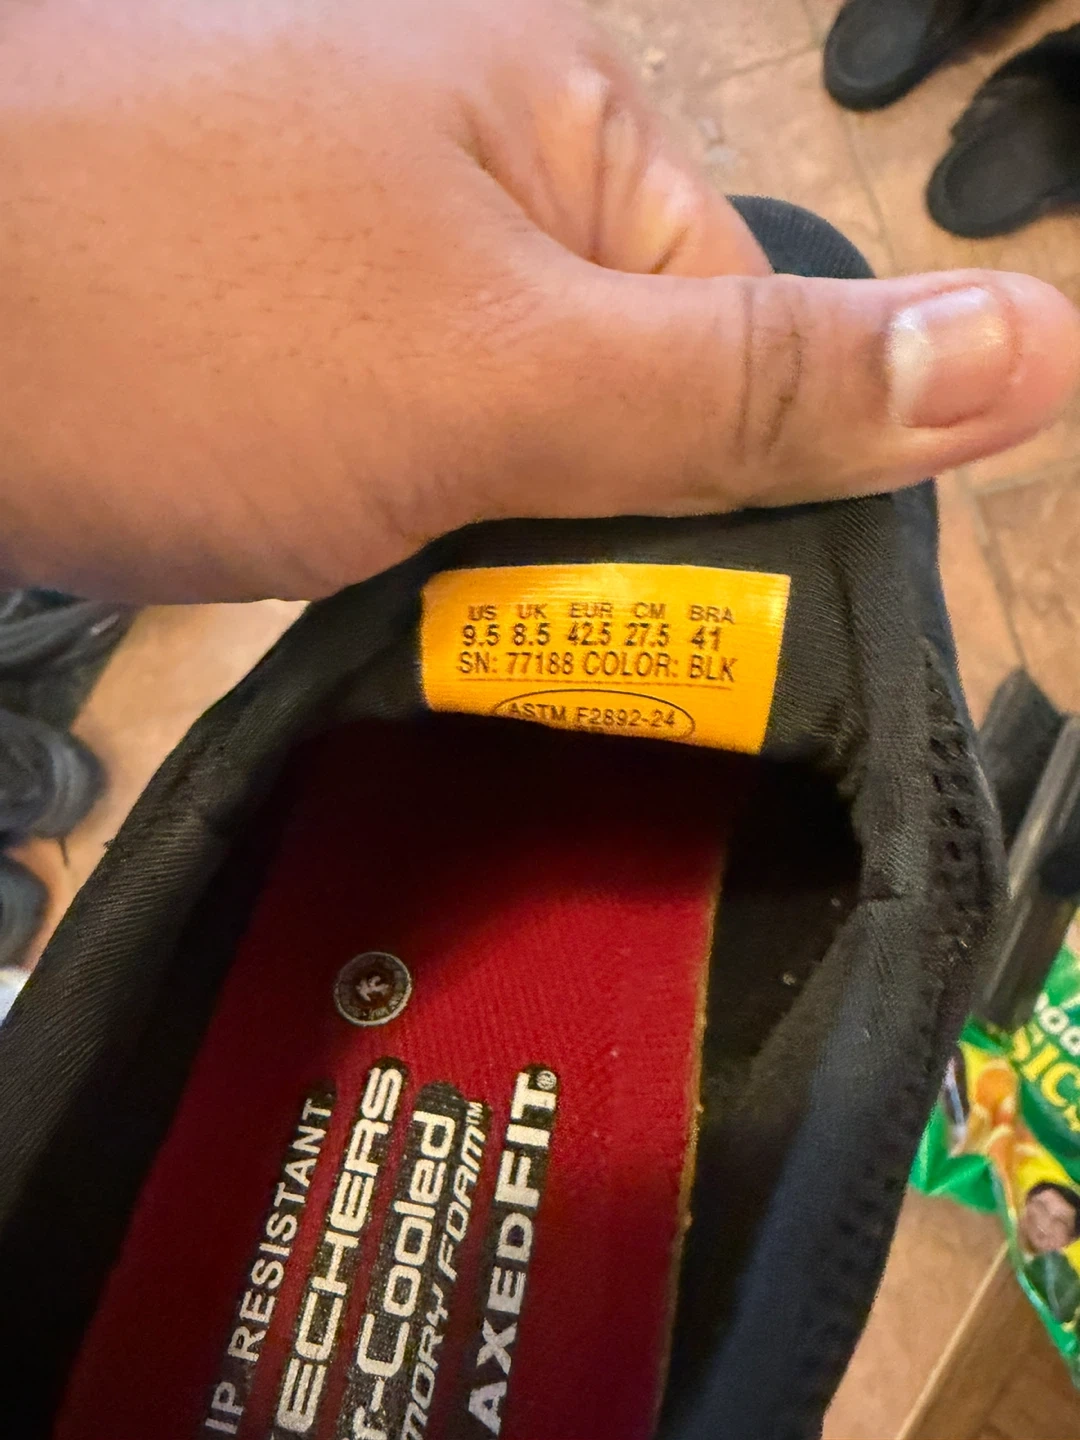 US UK EUR CM BRA
9.5 8.5 42.5 27.5 41
SN: 77188 COLOR: BLK
ASTM F2892-24
IP RESISTANT
ECHERS
-Cooled
MORY FOAM™
AXEDFIT®